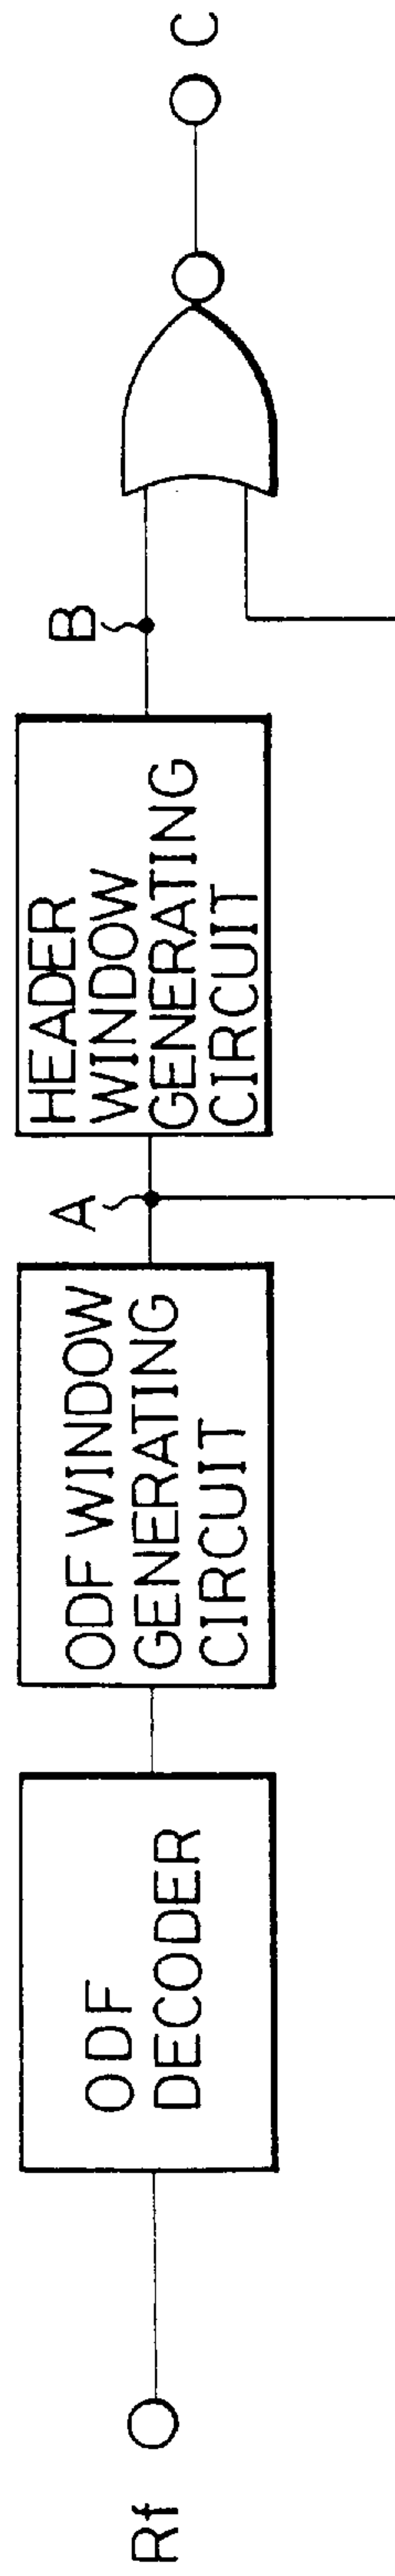 Rf
ODF
DECODER
ODF WINDOW
GENERATING
CIRCUIT
A
HEADER
WINDOW
GENERATING
CIRCUIT
B
C